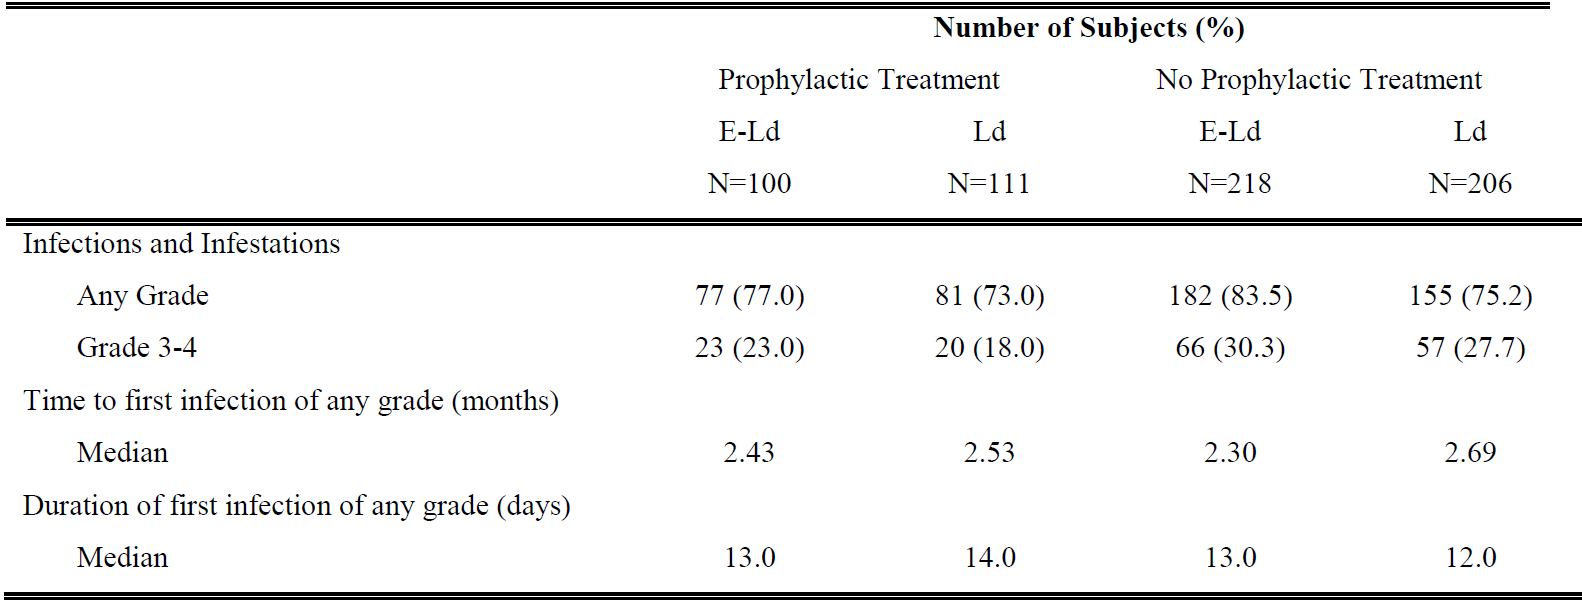 Number of Subjects (%)
Prophylactic Treatment No Prophylactic Treatment
E-Ld Ld E-Ld Ld
N=100 N=111 N=218 N=206
Infections and Infestations
Any Grade 77 (77.0) 81 (73.0) 182 (83.5) 155 (75.2)
Grade 3-4 23 (23.0) 20 (18.0) 66 (30.3) 57 (27.7)
Time to first infection of any grade (months)
Median 2.43 2.53 2.30 2.69
Duration of first infection of any grade (days)
Median 13.0 14.0 13.0 12.0